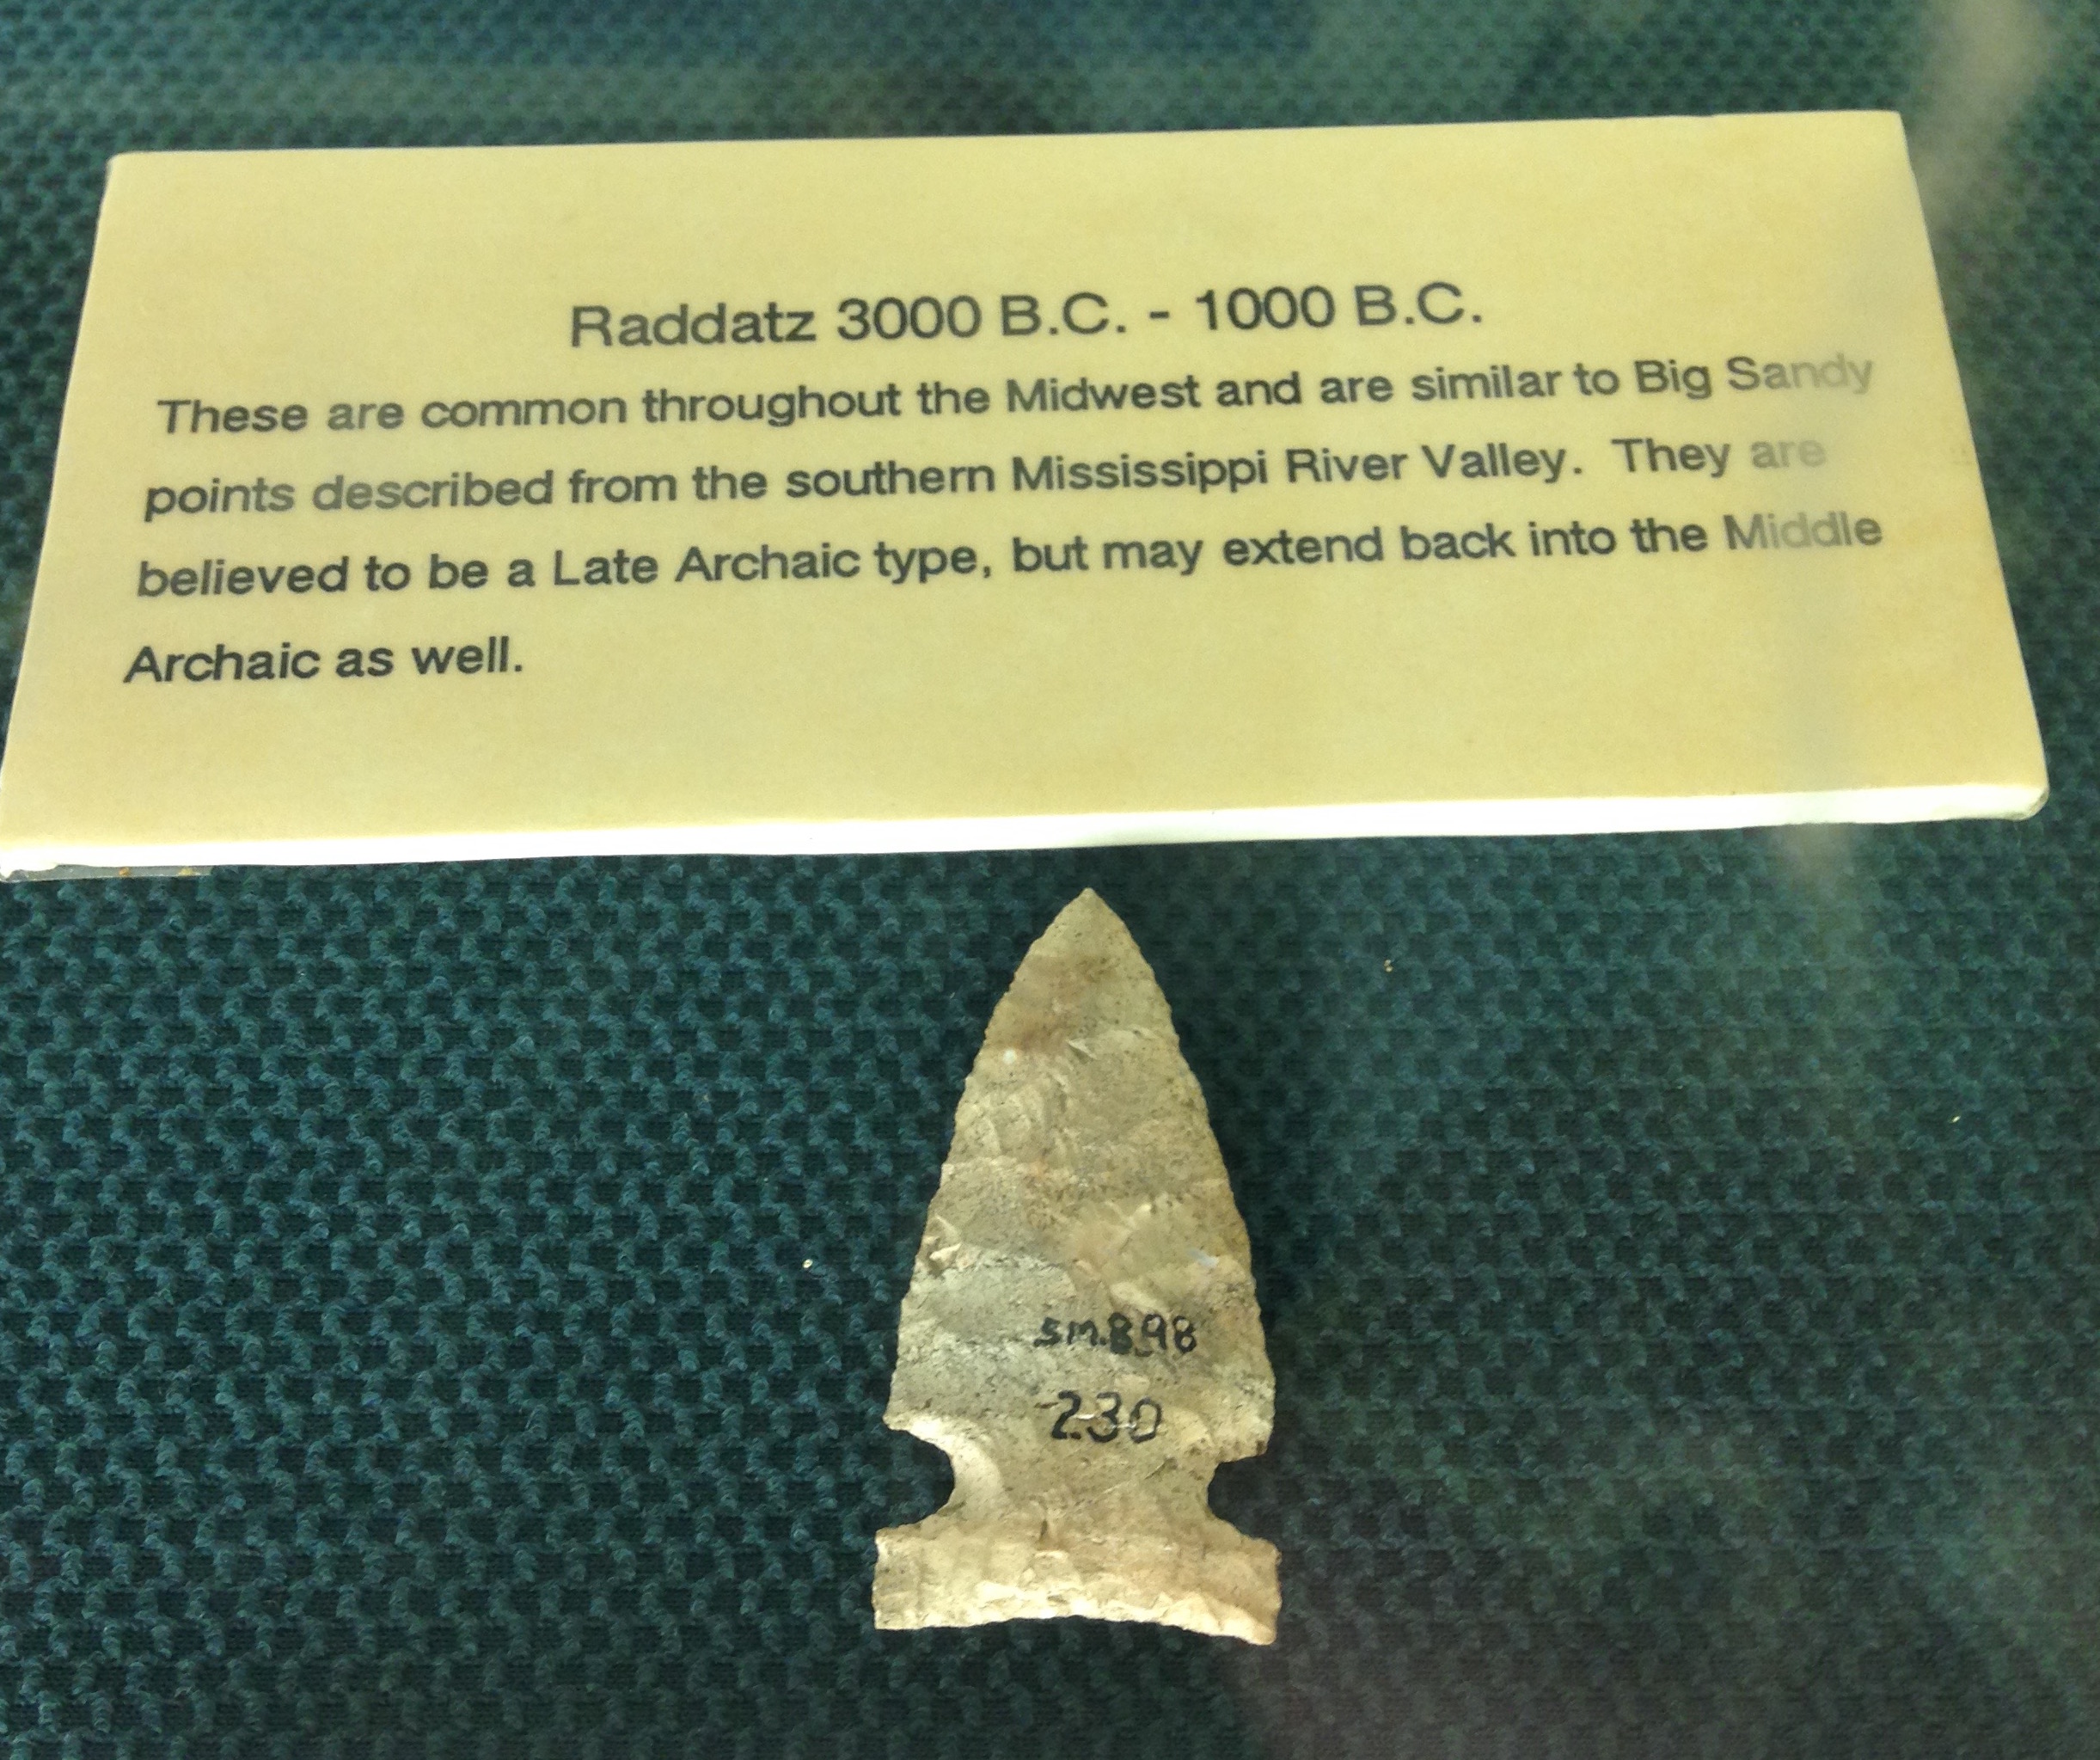 Raddatz 3000 B.C. - 1000 B.C.
These are common throughout the Midwest and are similar to Big Sandy
points described from the southern Mississippi River Valley. They are
believed to be a Late Archaic type, but may extend back into the Middle
Archaic as well.
SM.898
230